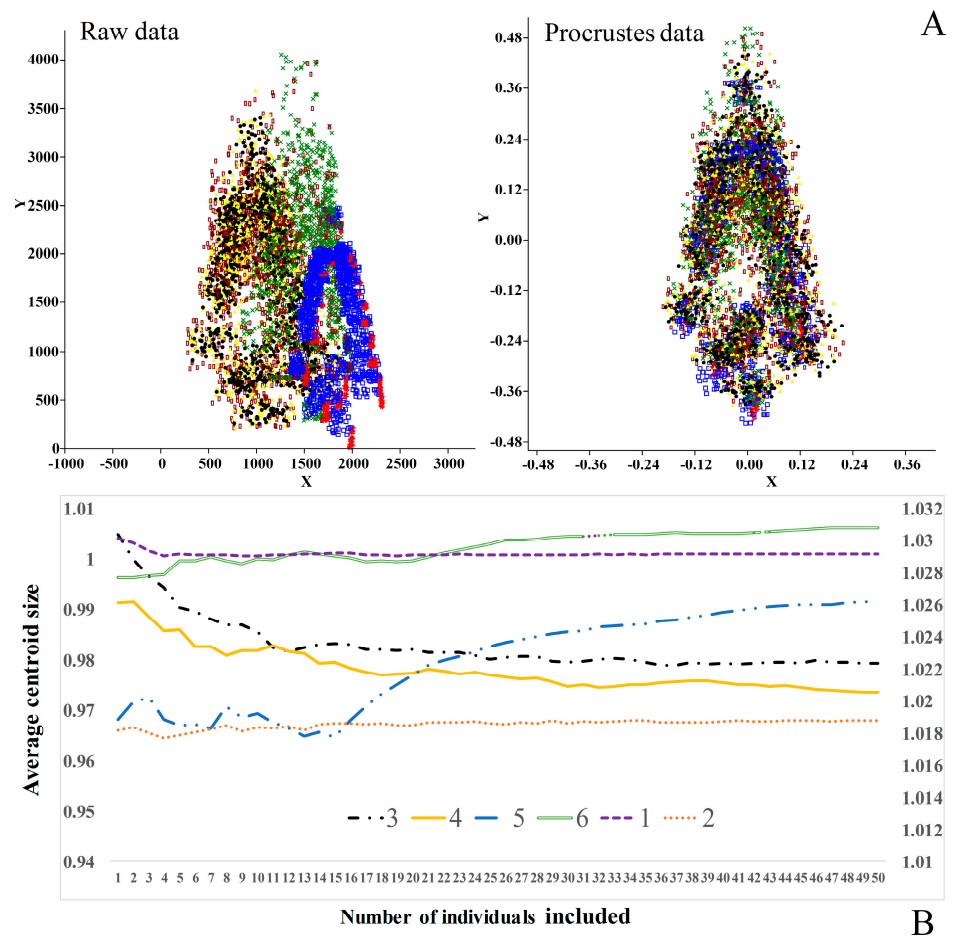 A
Raw data
Procrustes data
4000
3500
3000
2500
2000
1500
1000
500
0
Y
-1000 -500 0 500 1000 1500 2000 2500 3000
X
0.48
0.36
0.24
0.12
0.00
-0.12
-0.24
-0.36
-0.48
Y
-0.48 -0.36 -0.24 -0.12 0.00 0.12 0.24 0.36
X
1.01
1
0.99
0.98
0.97
0.96
0.95
0.94
Average centroid size
1.032
1.03
1.028
1.026
1.024
1.022
1.02
1.018
1.016
1.014
1.012
1.01
3 4 5 6 1 2
1 2 3 4 5 6 7 8 9 10 11 12 13 14 15 16 17 18 19 20 21 22 23 24 25 26 27 28 29 30 31 32 33 34 35 36 37 38 39 40 41 42 43 44 45 46 47 48 49 50
Number of individuals included
B